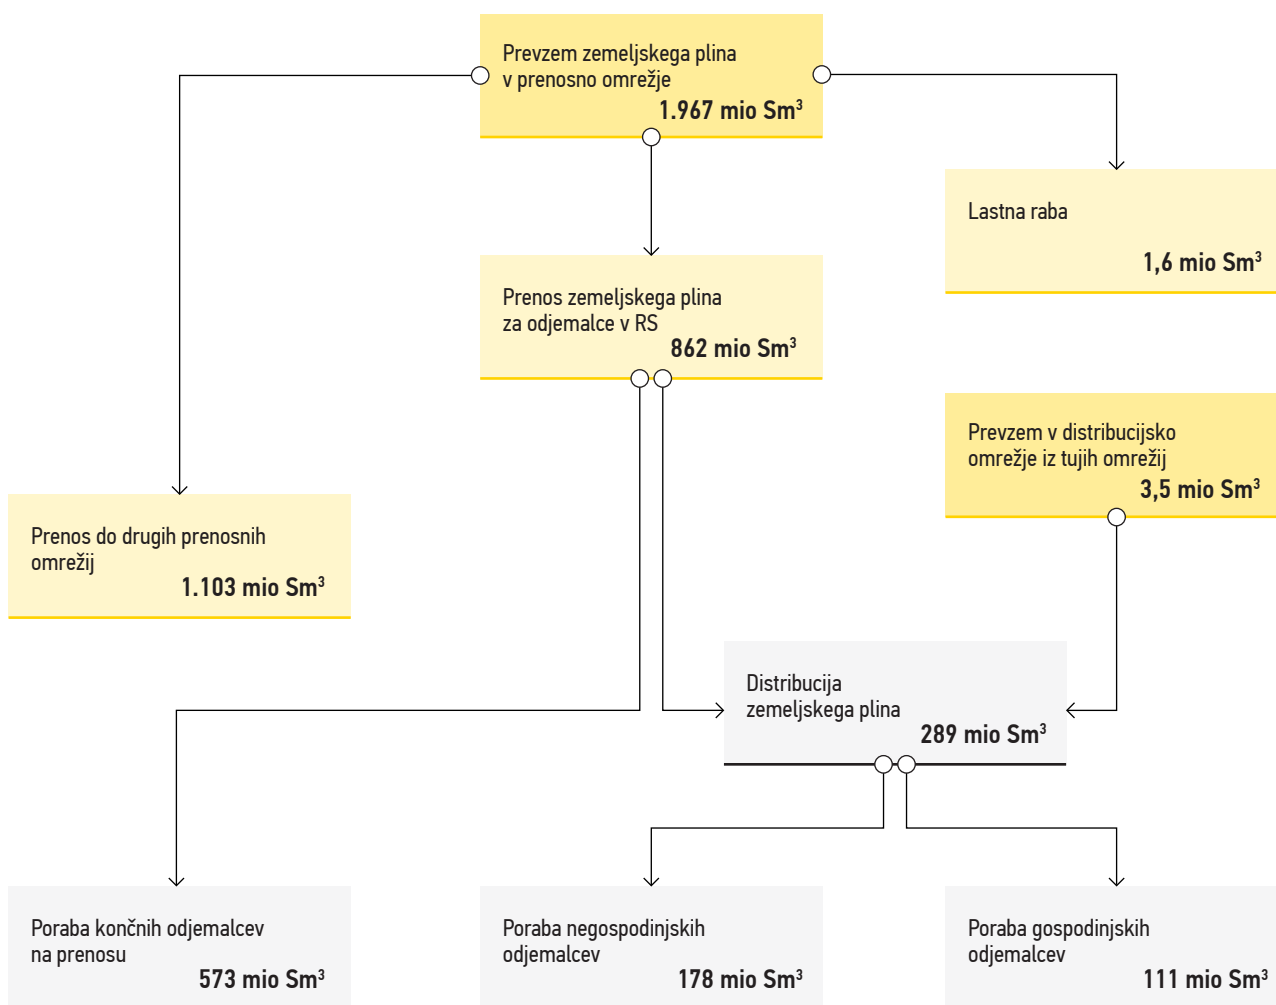 Prevzem zemeljskega plina
v prenosno omrežje
1.967 mio Sm³
Lastna raba
1,6 mio Sm³
Prenos zemeljskega plina
za odjemalce v RS
862 mio Sm³
Prevzem v distribucijsko
omrežje iz tujih omrežij
3,5 mio Sm³
Prenos do drugih prenosnih
omrežij
1.103 mio Sm³
Distribucija
zemeljskega plina
289 mio Sm³
Poraba končnih odjemalcev
na prenosu
573 mio Sm³
Poraba negospodinjskih
odjemalcev
178 mio Sm³
Poraba gospodinjskih
odjemalcev
111 mio Sm³